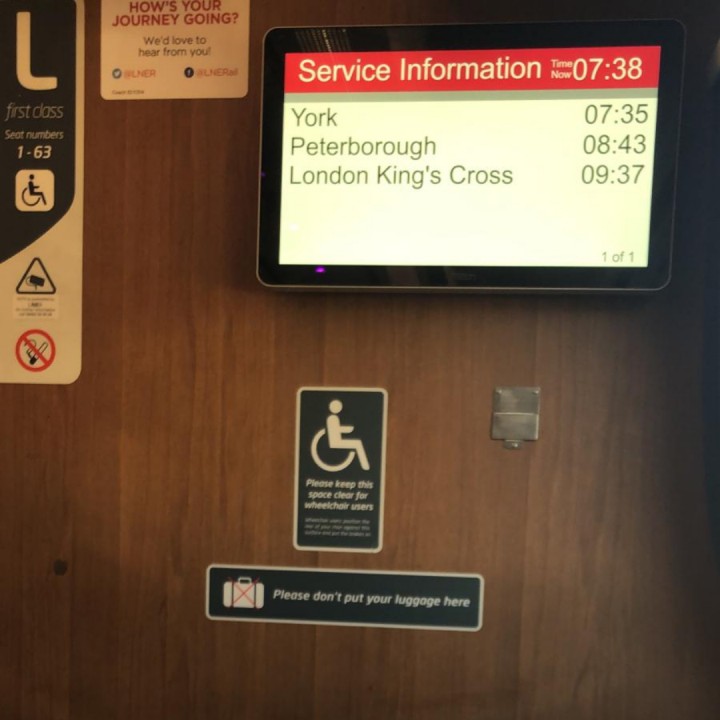 L
first class
Seat numbers
1 - 63
HOW'S YOUR
JOURNEY GOING?
We'd love to
hear from you!
@LNER
@LNERail
Service Information
Time
Now
07:38
York 07:35
Peterborough 08:43
London King's Cross 09:37
1 of 1
Please keep this
space clear for
wheelchair users
Please don't put your luggage here